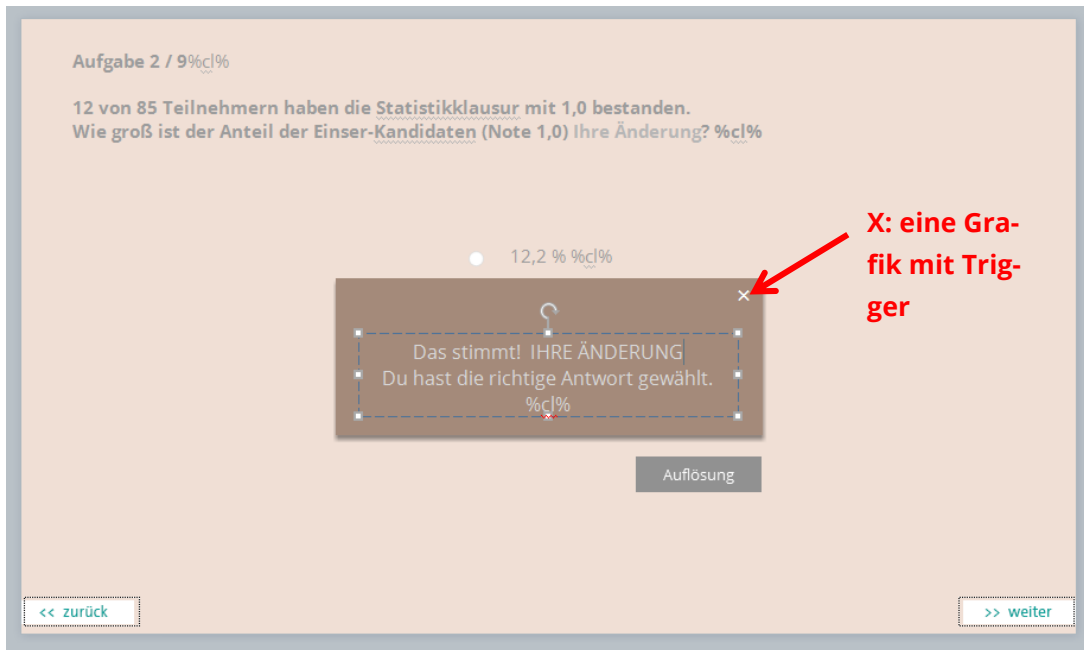 Aufgabe 2 / 9%cl%
12 von 85 Teilnehmern haben die Statistikklausur mit 1,0 bestanden.
Wie groß ist der Anteil der Einser-Kandidaten (Note 1,0) Ihre Änderung? %cl%
X: eine Gra-
fik mit Trig-
ger
12,2 % %cl%
×
Das stimmt!  IHRE ÄNDERUNG
Du hast die richtige Antwort gewählt.
%cl%
Auflösung
<< zurück
>> weiter